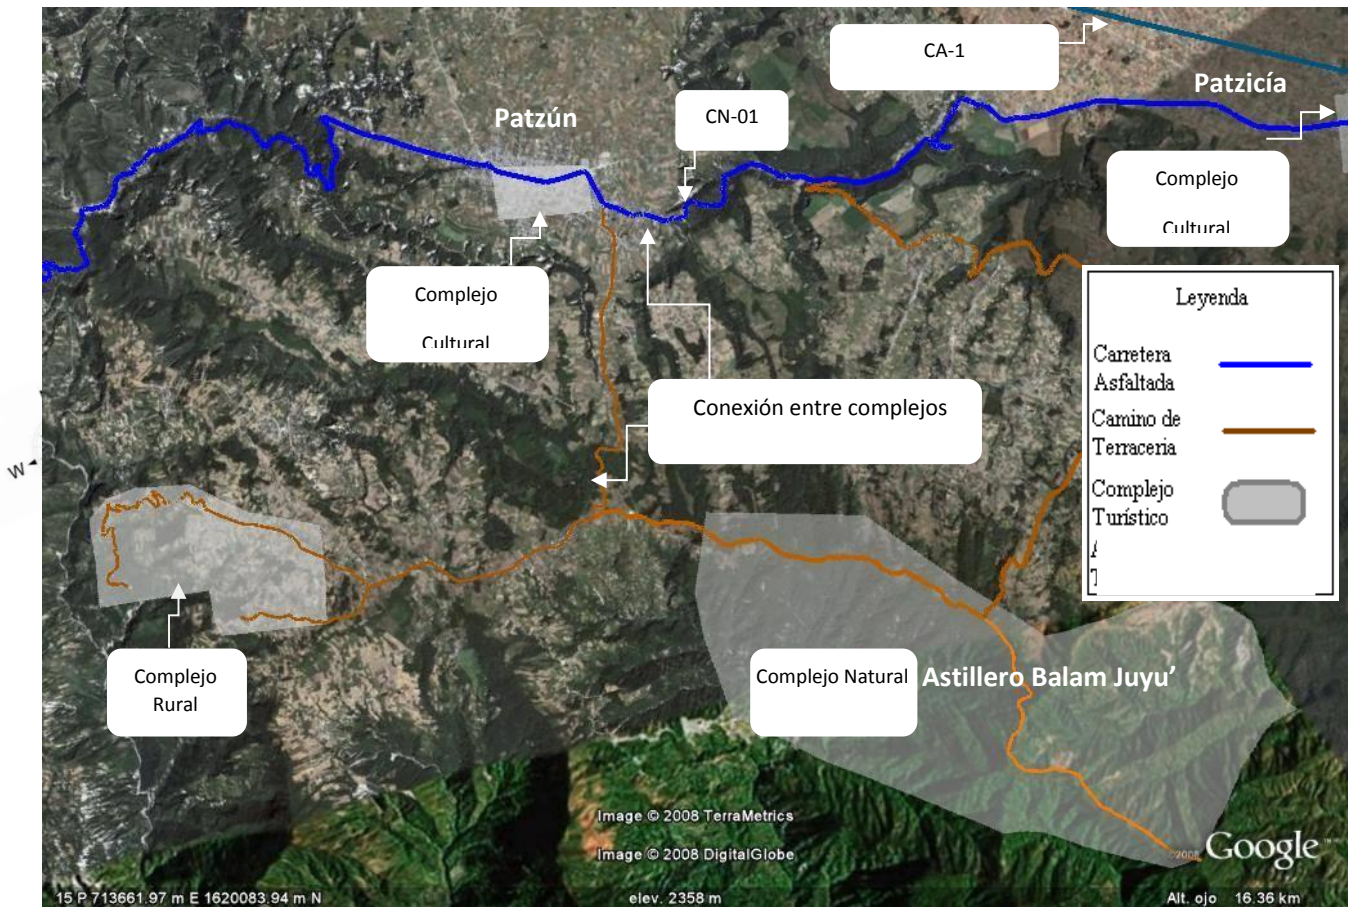 CA-1
Patzicía
Patzún
CN-01
Complejo
Cultural
Complejo
Cultural
Leyenda
Carretera
Asfaltada
Camino de
Terraceria
Complejo
Turístico
Conexión entre complejos
W
Complejo
Rural
Complejo Natural
Astillero Balam Juyu’
Image © 2008 TerraMetrics
Image © 2008 DigitalGlobe
©2008 Google™
15 P 713661.97 m E 1620083.94 m N
elev. 2358 m
Alt. ojo 16.36 km